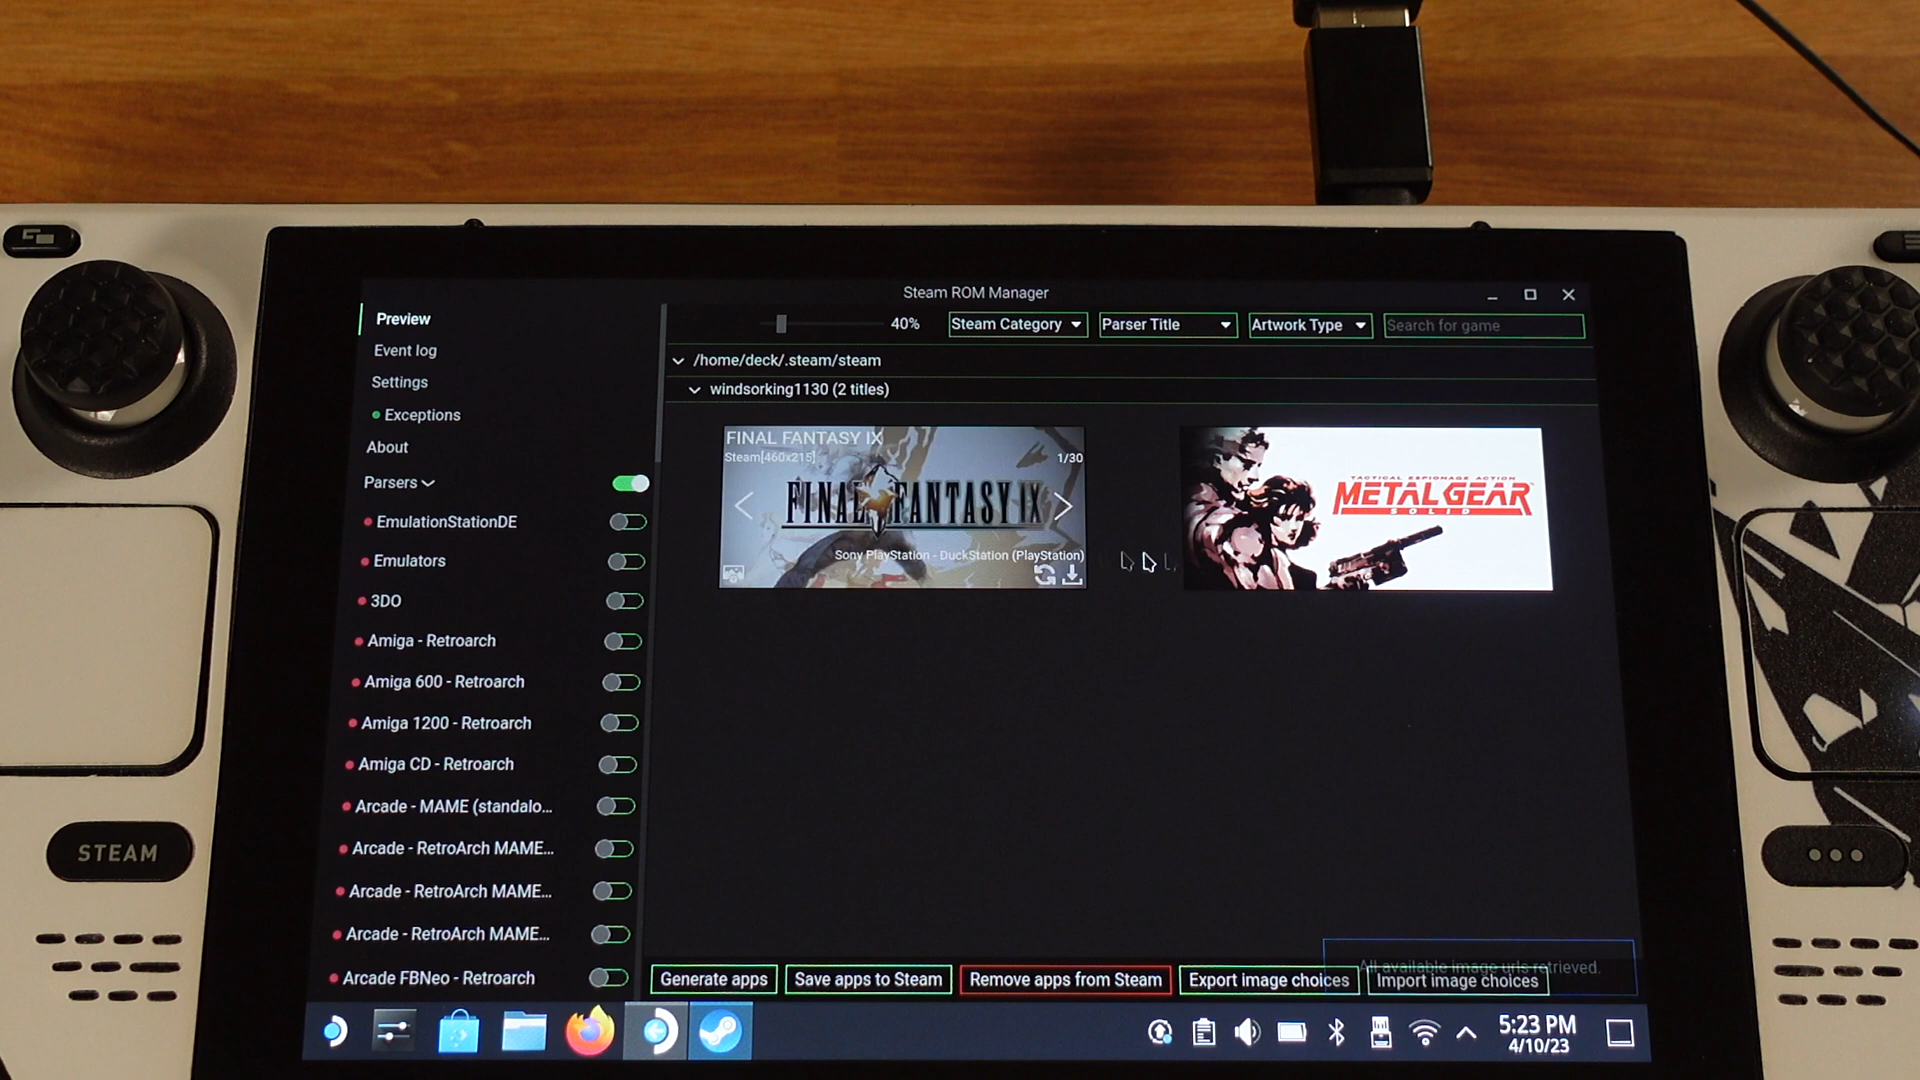 Steam ROM Manager
Preview
Event log
Settings
Exceptions
About
Parsers
EmulationStationDE
Emulators
3DO
Amiga - Retroarch
Amiga 600 - Retroarch
Amiga 1200 - Retroarch
Amiga CD - Retroarch
Arcade - MAME (standalo...
Arcade - RetroArch MAME...
Arcade - RetroArch MAME...
Arcade - RetroArch MAME...
Arcade FBNeo - Retroarch
40%
Steam Category
Parser Title
Artwork Type
Search for game
/home/deck/.steam/steam
windsorking1130 (2 titles)
FINAL FANTASY IX
Steam[460x215]
1/30
FINAL FANTASY IX
Sony PlayStation - DuckStation (PlayStation)
TACTICAL ESPIONAGE ACTION
METAL GEAR
SOLID
All available image urls retrieved.
Generate apps
Save apps to Steam
Remove apps from Steam
Export image choices
Import image choices
5:23 PM
4/10/23
STEAM